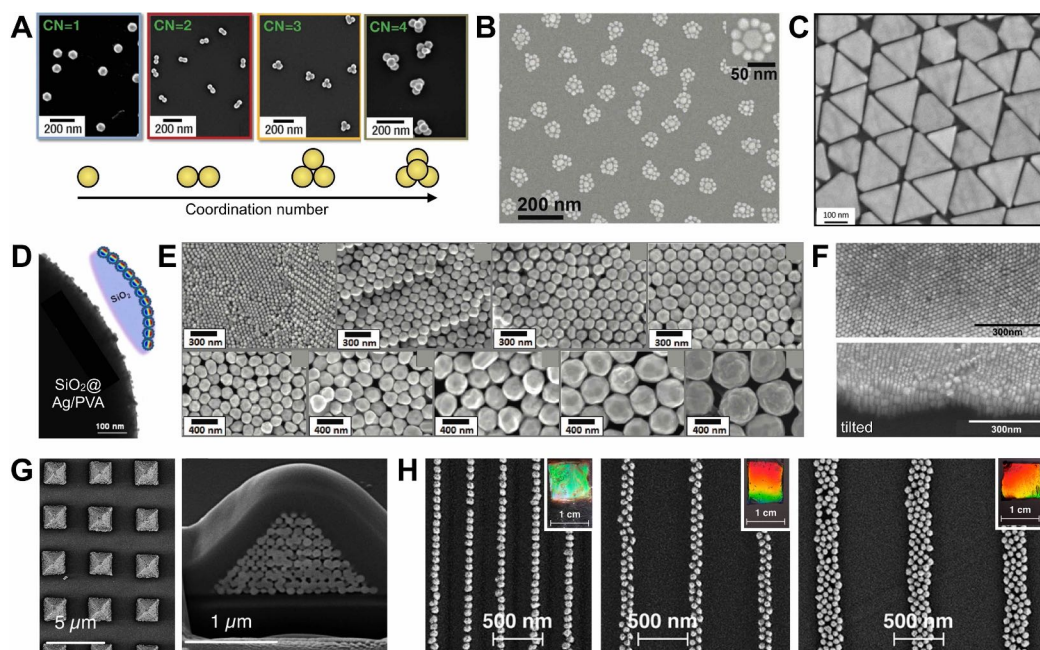 A
CN=1
200 nm
CN=2
200 nm
CN=3
200 nm
CN=4
200 nm
Coordination number
B
50 nm
200 nm
C
100 nm
D
SiO₂
SiO₂@
Ag/PVA
100 nm
E
300 nm
300 nm
300 nm
300 nm
400 nm
400 nm
400 nm
400 nm
400 nm
F
300nm
tilted
300nm
G
5 µm
1 µm
H
1 cm
500 nm
1 cm
500 nm
1 cm
500 nm